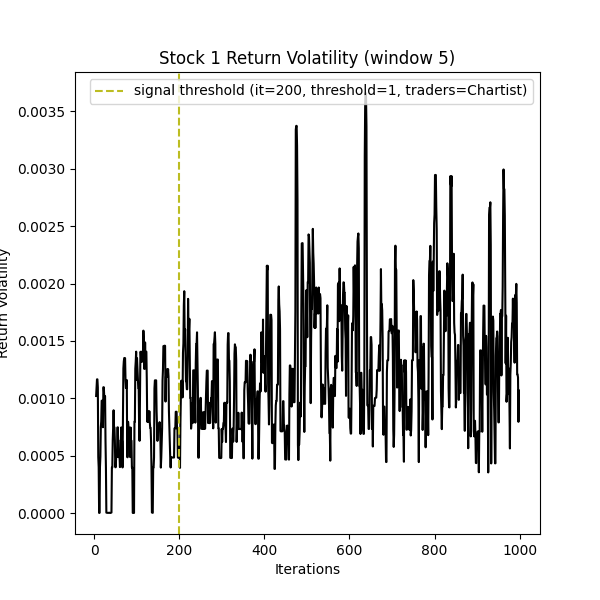 Stock 1 Return Volatility (window 5)
signal threshold (it=200, threshold=1, traders=Chartist)
Return Volatility
0.0035
0.0030
0.0025
0.0020
0.0015
0.0010
0.0005
0.0000
0 200 400 600 800 1000
Iterations